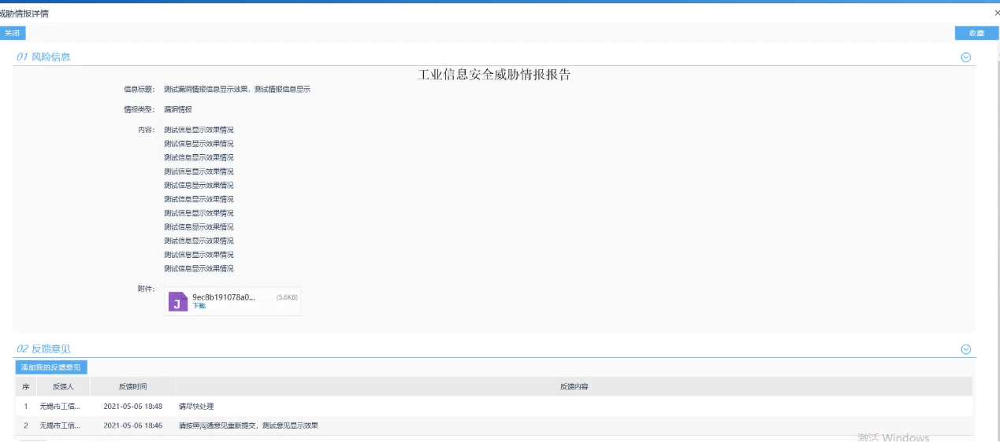 威胁情报详情
×
关闭
收藏
01 风险信息
工业信息安全威胁情报报告
信息标题: 测试漏洞情报信息显示效果，测试情报信息显示
情报类型: 漏洞情报
内容: 测试信息显示效果情况
测试信息显示效果情况
测试信息显示效果情况
测试信息显示效果情况
测试信息显示效果情况
测试信息显示效果情况
测试信息显示效果情况
测试信息显示效果情况
测试信息显示效果情况
测试信息显示效果情况
测试信息显示效果情况
附件: J 9ec8b191078a0... (5.6KB)
下载
02 反馈意见
添加我的反馈意见
序 反馈人 反馈时间 反馈内容
1 无锡市工信... 2021-05-06 18:48 请尽快处理
2 无锡市工信... 2021-05-06 18:46 请按照沟通意见重新提交，测试意见显示效果
激活 Windows